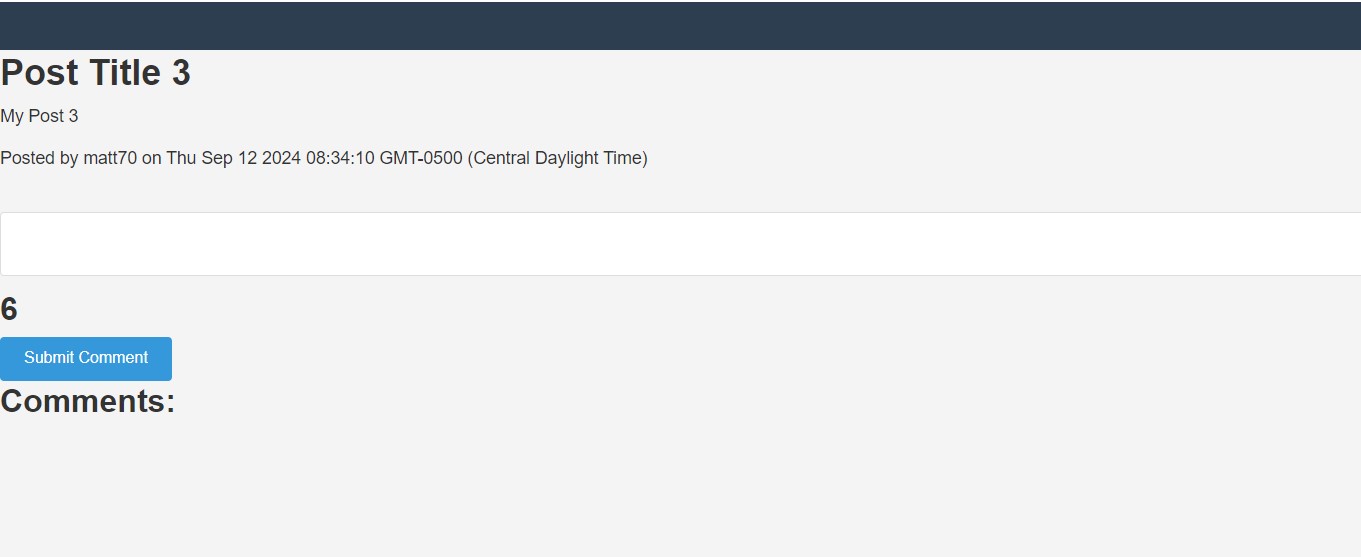 Post Title 3
My Post 3
Posted by matt70 on Thu Sep 12 2024 08:34:10 GMT-0500 (Central Daylight Time)
6
Submit Comment
Comments: